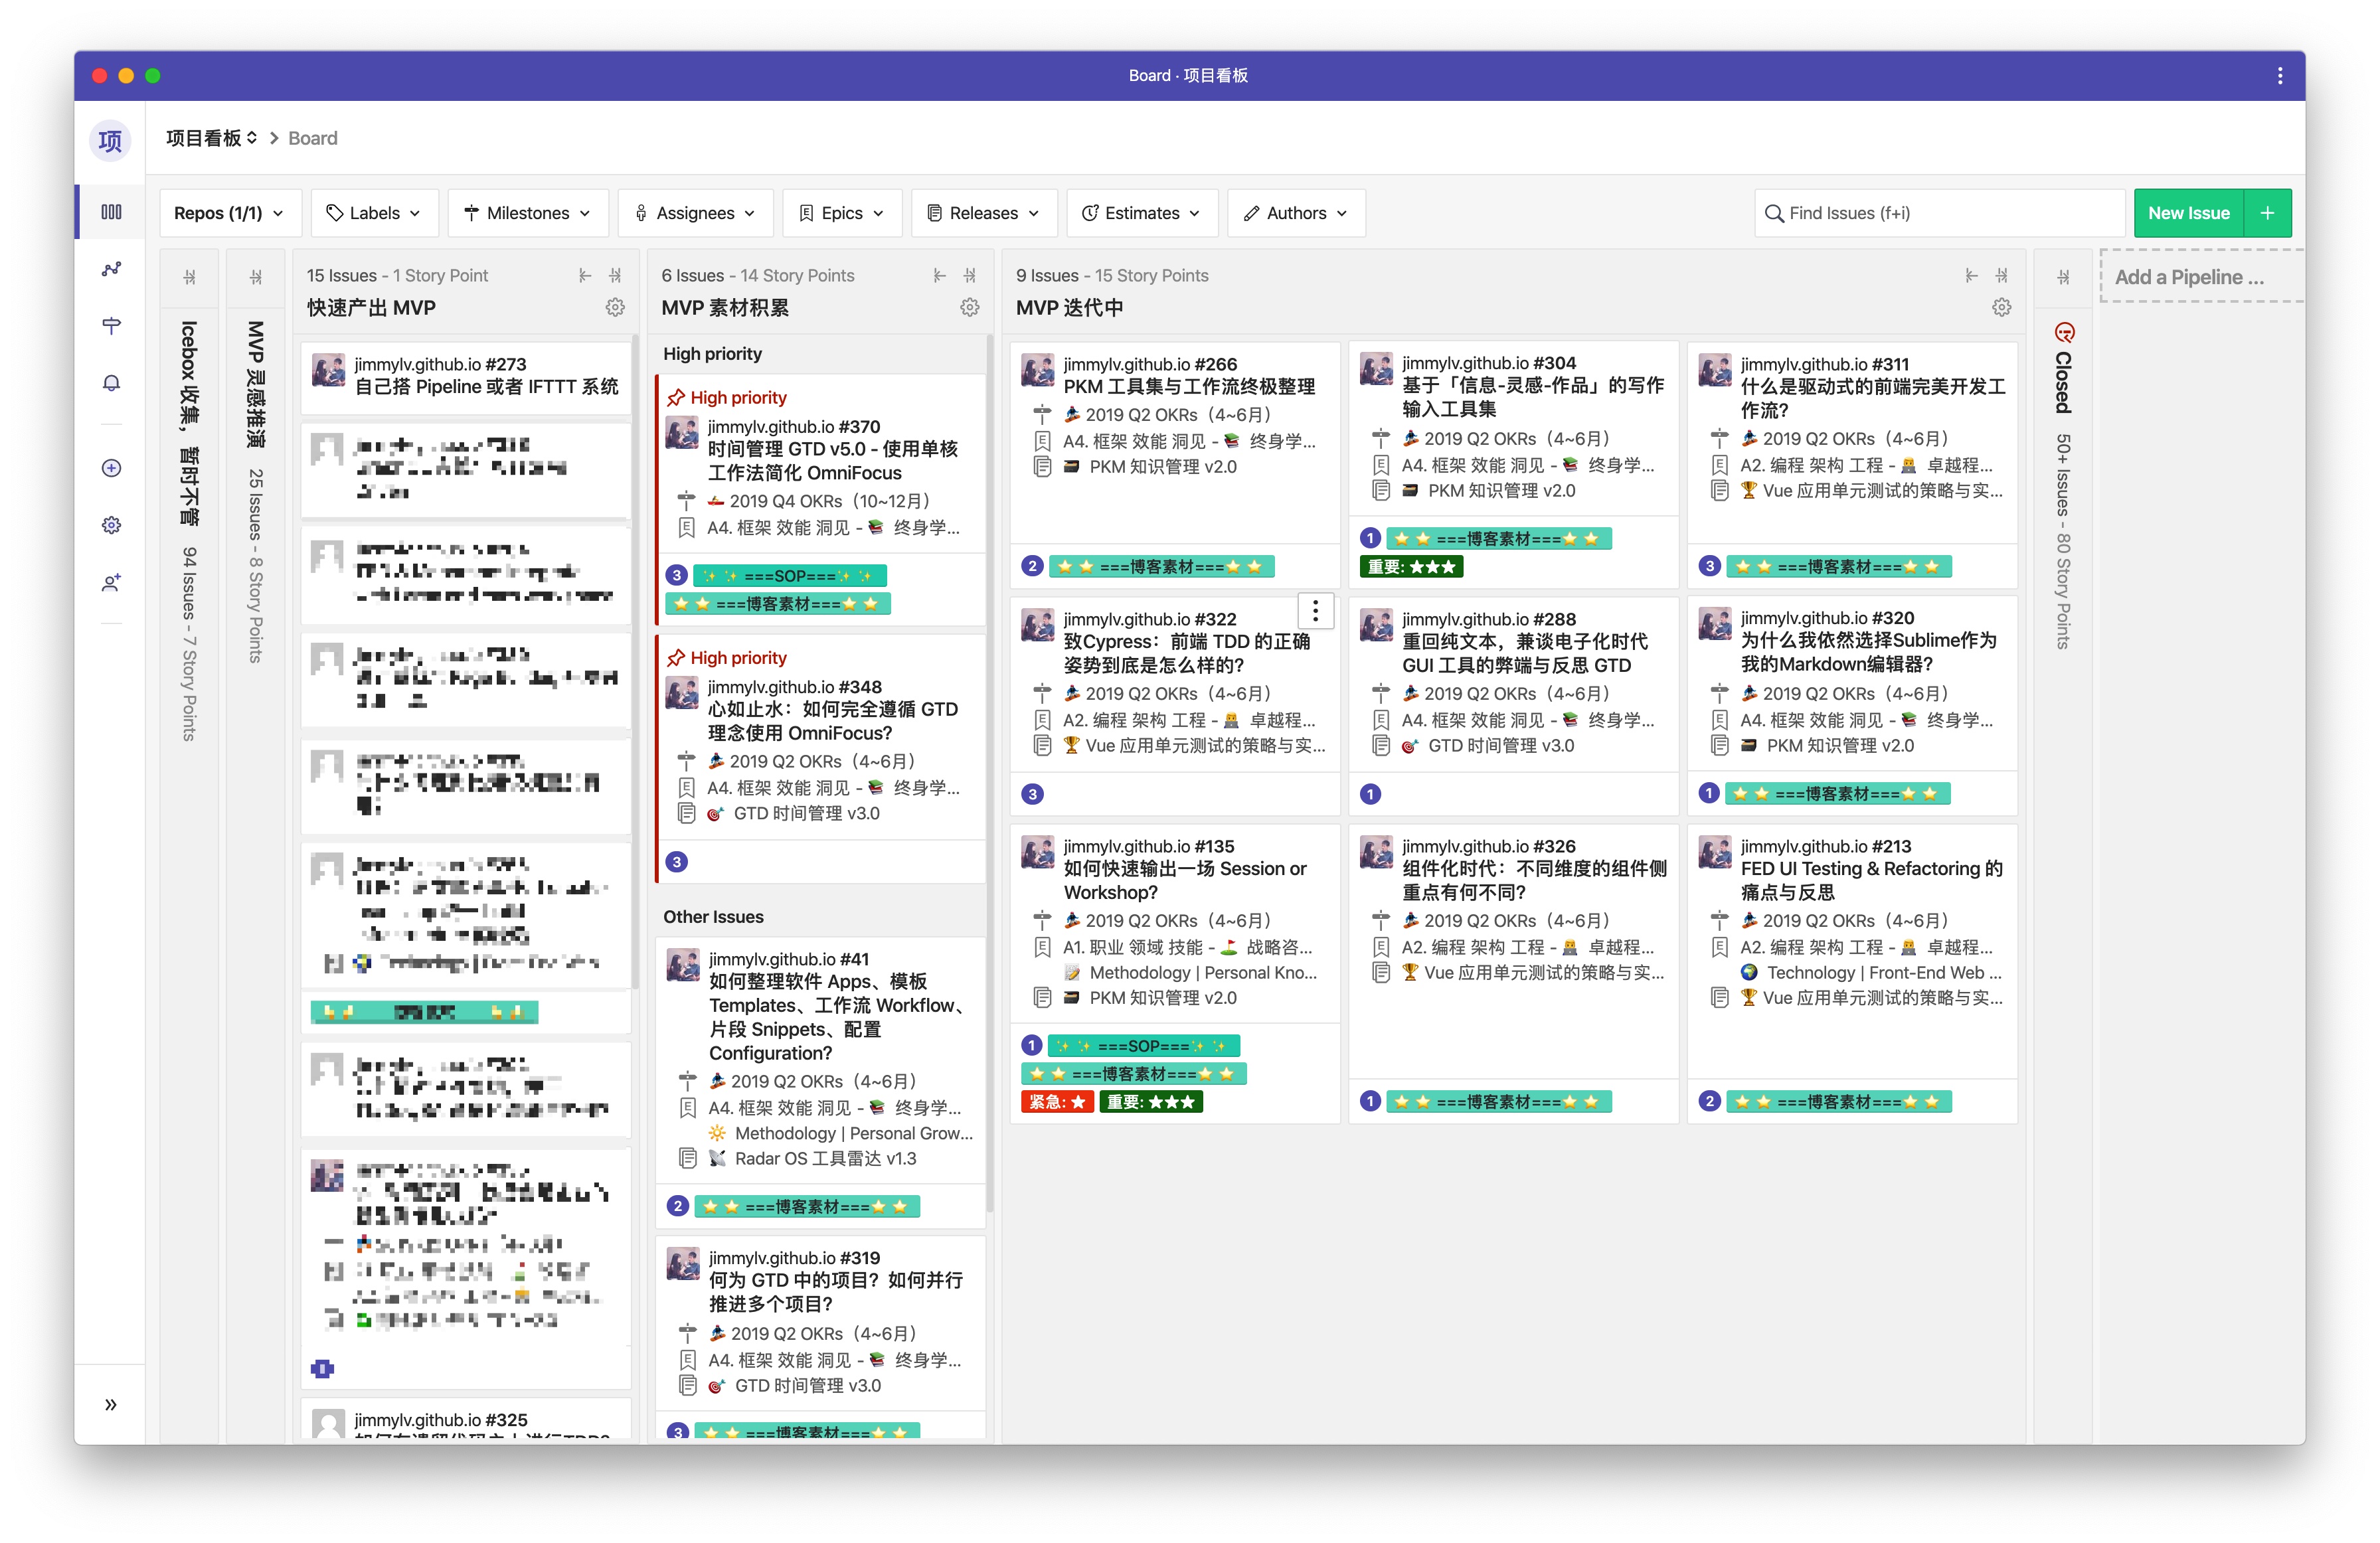 Board · 项目看板
项
项目看板 > Board
Repos (1/1)
Labels
Milestones
Assignees
Epics
Releases
Estimates
Authors
Find Issues (f+i)
New Issue
+
Icebox 收集，暂时不管 94 Issues - 7 Story Points
MVP 灵感推演 25 Issues - 8 Story Points
15 Issues - 1 Story Point
快速产出 MVP
jimmylv.github.io #273
自己搭 Pipeline 或者 IFTTT 系统
jimmylv.github.io #325
6 Issues - 14 Story Points
MVP 素材积累
High priority
High priority
jimmylv.github.io #370
时间管理 GTD v5.0 - 使用单核
工作法简化 OmniFocus
2019 Q4 OKRs（10~12月）
A4. 框架 效能 洞见 - 📚 终身学...
3 ✨ ✨ ===SOP===✨ ✨
⭐ ⭐ ===博客素材===⭐ ⭐
High priority
jimmylv.github.io #348
心如止水：如何完全遵循 GTD
理念使用 OmniFocus?
2019 Q2 OKRs（4~6月）
A4. 框架 效能 洞见 - 📚 终身学...
🎯 GTD 时间管理 v3.0
3
Other Issues
jimmylv.github.io #41
如何整理软件 Apps、模板
Templates、工作流 Workflow、
片段 Snippets、配置
Configuration?
2019 Q2 OKRs（4~6月）
A4. 框架 效能 洞见 - 📚 终身学...
Methodology | Personal Grow...
Radar OS 工具雷达 v1.3
2 ⭐ ⭐ ===博客素材===⭐ ⭐
jimmylv.github.io #319
何为 GTD 中的项目？如何并行
推进多个项目?
2019 Q2 OKRs（4~6月）
A4. 框架 效能 洞见 - 📚 终身学...
🎯 GTD 时间管理 v3.0
3 ⭐ ⭐ ===博客素材===⭐ ⭐
9 Issues - 15 Story Points
MVP 迭代中
jimmylv.github.io #266
PKM 工具集与工作流终极整理
2019 Q2 OKRs（4~6月）
A4. 框架 效能 洞见 - 📚 终身学...
PKM 知识管理 v2.0
2 ⭐ ⭐ ===博客素材===⭐ ⭐
jimmylv.github.io #304
基于「信息-灵感-作品」的写作
输入工具集
2019 Q2 OKRs（4~6月）
A4. 框架 效能 洞见 - 📚 终身学...
PKM 知识管理 v2.0
1 ⭐ ⭐ ===博客素材===⭐ ⭐
重要: ★★★
jimmylv.github.io #311
什么是驱动式的前端完美开发工
作流?
2019 Q2 OKRs（4~6月）
A2. 编程 架构 工程 - 👨‍💻 卓越程...
🏆 Vue 应用单元测试的策略与实...
3 ⭐ ⭐ ===博客素材===⭐ ⭐
jimmylv.github.io #322
致Cypress：前端 TDD 的正确
姿势到底是怎么样的?
2019 Q2 OKRs（4~6月）
A2. 编程 架构 工程 - 👨‍💻 卓越程...
🏆 Vue 应用单元测试的策略与实...
3
jimmylv.github.io #288
重回纯文本，兼谈电子化时代
GUI 工具的弊端与反思 GTD
2019 Q2 OKRs（4~6月）
A4. 框架 效能 洞见 - 📚 终身学...
🎯 GTD 时间管理 v3.0
1
jimmylv.github.io #320
为什么我依然选择Sublime作为
我的Markdown编辑器?
2019 Q2 OKRs（4~6月）
A4. 框架 效能 洞见 - 📚 终身学...
PKM 知识管理 v2.0
1 ⭐ ⭐ ===博客素材===⭐ ⭐
jimmylv.github.io #135
如何快速输出一场 Session or
Workshop?
2019 Q2 OKRs（4~6月）
A1. 职业 领域 技能 - ⛳ 战略咨...
Methodology | Personal Kno...
PKM 知识管理 v2.0
1 ✨ ✨ ===SOP===✨ ✨
⭐ ⭐ ===博客素材===⭐ ⭐
紧急: ★ 重要: ★★★
jimmylv.github.io #326
组件化时代：不同维度的组件侧
重点有何不同?
2019 Q2 OKRs（4~6月）
A2. 编程 架构 工程 - 👨‍💻 卓越程...
🏆 Vue 应用单元测试的策略与实...
1 ⭐ ⭐ ===博客素材===⭐ ⭐
jimmylv.github.io #213
FED UI Testing & Refactoring 的
痛点与反思
2019 Q2 OKRs（4~6月）
A2. 编程 架构 工程 - 👨‍💻 卓越程...
Technology | Front-End Web ...
🏆 Vue 应用单元测试的策略与实...
2 ⭐ ⭐ ===博客素材===⭐ ⭐
Closed 50+ Issues - 80 Story Points
Add a Pipeline ...